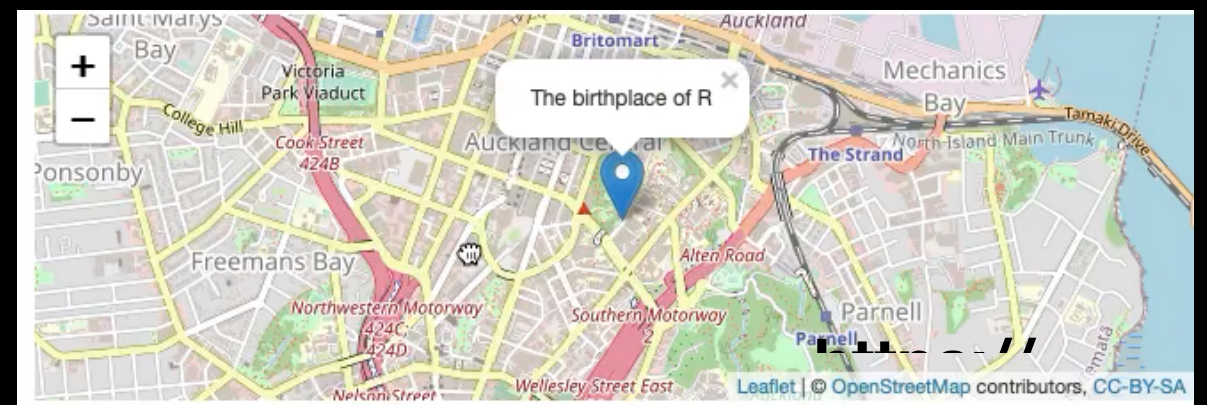 Saint Marys
Bay
Auckland
Britomart
+
−
Victoria
Park Viaduct
The birthplace of R
×
Mechanics
Bay
College Hill
Cook Street
424B
Auckland Central
Tamaki Drive
North Island Main Trunk
The Strand
Ponsonby
Freemans Bay
Alten Road
Northwestern Motorway
424C;
424D
Southern Motorway
2
Parnell
Parnell
https://
Nelson Street
Wellesley Street East
Leaflet | © OpenStreetMap contributors, CC-BY-SA